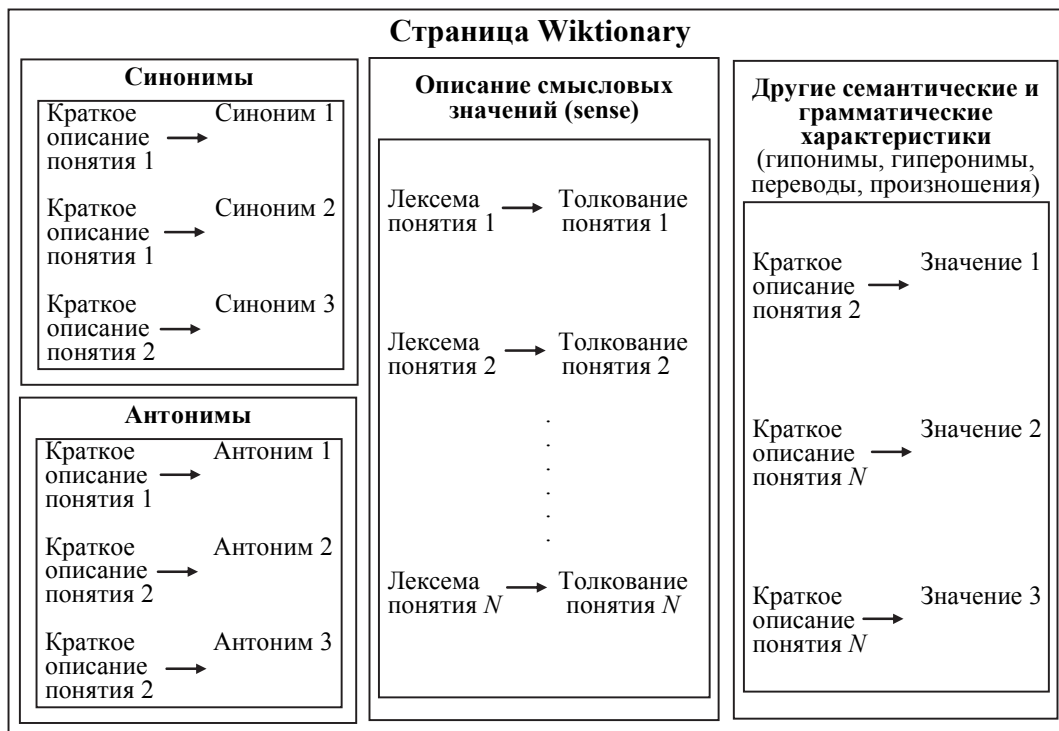 Страница Wiktionary
Синонимы
Краткое
описание
понятия 1
Синоним 1
Краткое
описание
понятия 1
Синоним 2
Краткое
описание
понятия 2
Синоним 3
Антонимы
Краткое
описание
понятия 1
Антоним 1
Краткое
описание
понятия 2
Антоним 2
Краткое
описание
понятия 2
Антоним 3
Описание смысловых
значений (sense)
Лексема
понятия 1
Толкование
понятия 1
Лексема
понятия 2
Толкование
понятия 2
Лексема
понятия N
Толкование
понятия N
Другие семантические и
грамматические
характеристики
(гипонимы, гиперонимы,
переводы, произношения)
Краткое
описание
понятия 2
Значение 1
Краткое
описание
понятия N
Значение 2
Краткое
описание
понятия N
Значение 3